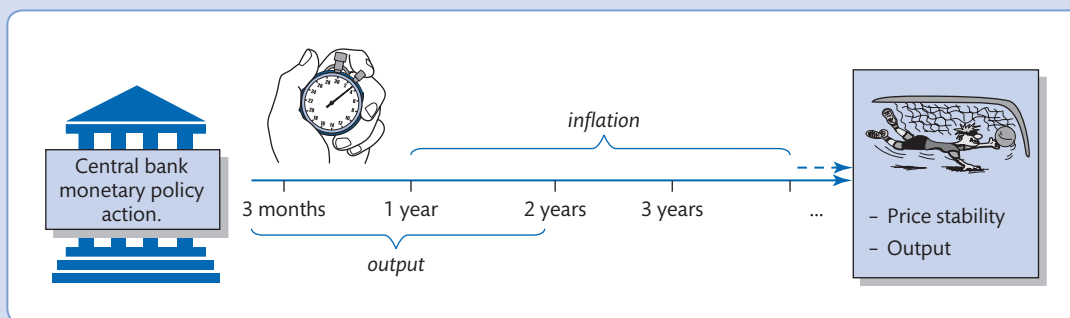 inflation
Central bank
monetary policy
action.
3 months 1 year 2 years 3 years ...
output
– Price stability
– Output